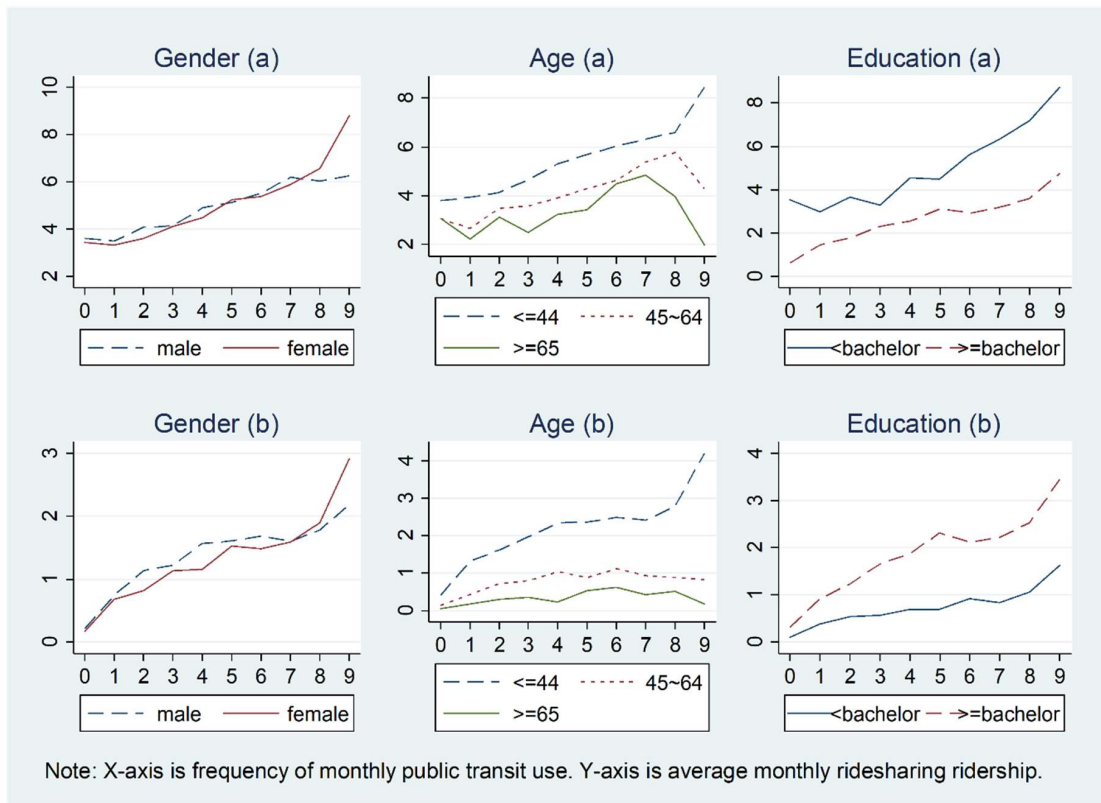 Gender (a)
Age (a)
Education (a)
10
8
6
4
2
0 1 2 3 4 5 6 7 8 9
male female
8
6
4
2
0 1 2 3 4 5 6 7 8 9
<=44 45~64
>=65
8
6
4
2
0
0 1 2 3 4 5 6 7 8 9
<bachelor >=bachelor
Gender (b)
Age (b)
Education (b)
3
2
1
0
0 1 2 3 4 5 6 7 8 9
male female
4
3
2
1
0
0 1 2 3 4 5 6 7 8 9
<=44 45~64
>=65
4
3
2
1
0
0 1 2 3 4 5 6 7 8 9
<bachelor >=bachelor
Note: X-axis is frequency of monthly public transit use. Y-axis is average monthly ridesharing ridership.